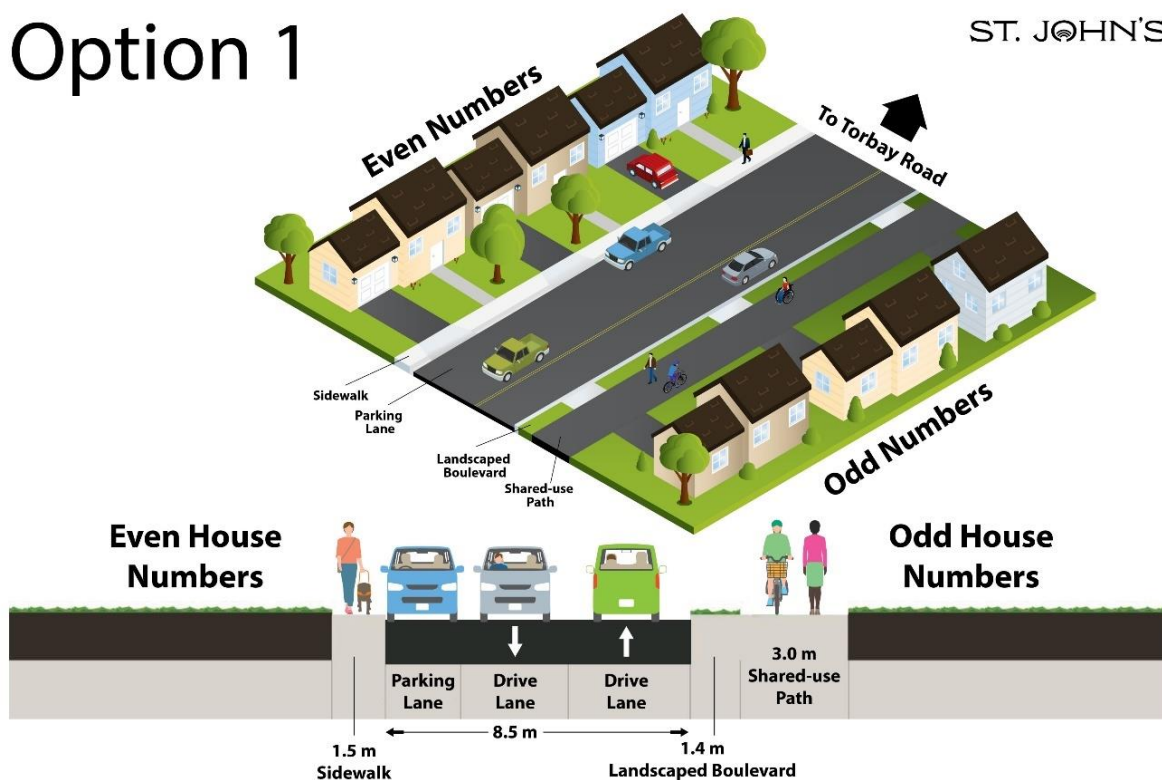 Option 1
ST. JOHN'S
Even Numbers
To Torbay Road
Sidewalk
Parking
Lane
Landscaped
Boulevard
Shared-use
Path
Odd Numbers
Even House
Numbers
Odd House
Numbers
Parking
Lane
Drive
Lane
Drive
Lane
3.0 m
Shared-use
Path
8.5 m
1.5 m
Sidewalk
1.4 m
Landscaped Boulevard